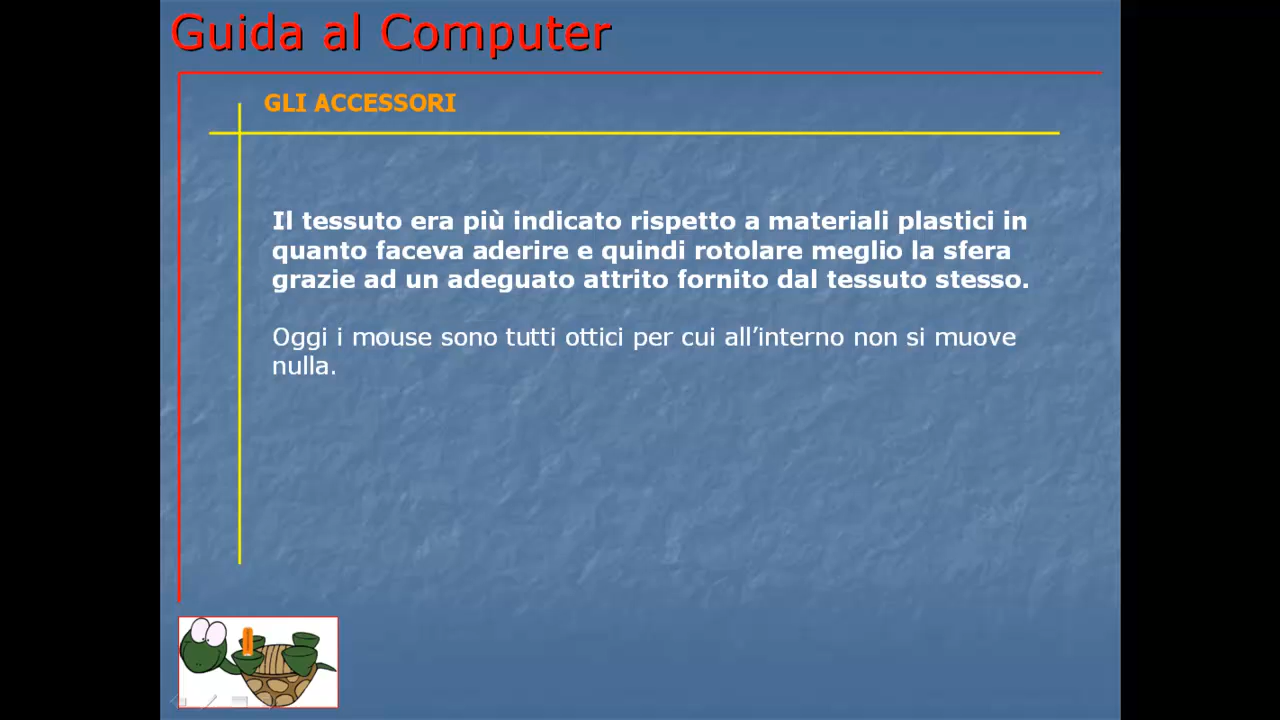 Guida al Computer
GLI ACCESSORI
Il tessuto era più indicato rispetto a materiali plastici in
quanto faceva aderire e quindi rotolare meglio la sfera
grazie ad un adeguato attrito fornito dal tessuto stesso.
Oggi i mouse sono tutti ottici per cui all’interno non si muove
nulla.